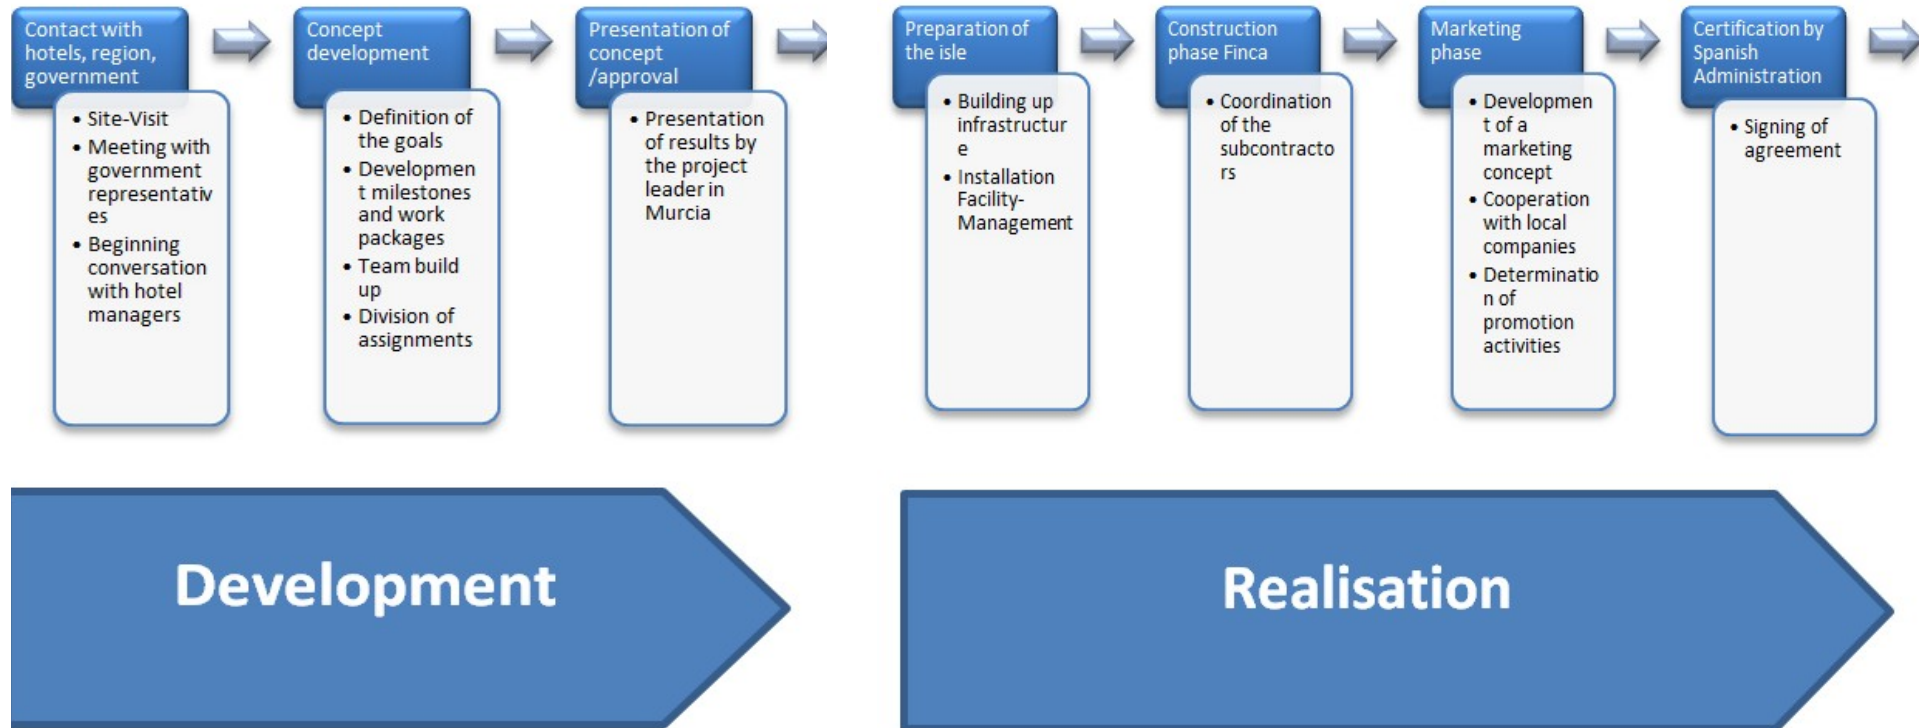 Contact with
hotels, region,
government
• Site-Visit
• Meeting with
government
representativ
es
• Beginning
conversation
with hotel
managers
Concept
development
• Definition of
the goals
• Developmen
t milestones
and work
packages
• Team build
up
• Division of
assignments
Presentation of
concept
/approval
• Presentation
of results by
the project
leader in
Murcia
Preparation of
the isle
• Building up
infrastructur
e
• Installation
Facility-
Management
Construction
phase Finca
• Coordination
of the
subcontracto
rs
Marketing
phase
• Developmen
t of a
marketing
concept
• Cooperation
with local
companies
• Determinatio
n of
promotion
activities
Certification by
Spanish
Administration
• Signing of
agreement
Development
Realisation